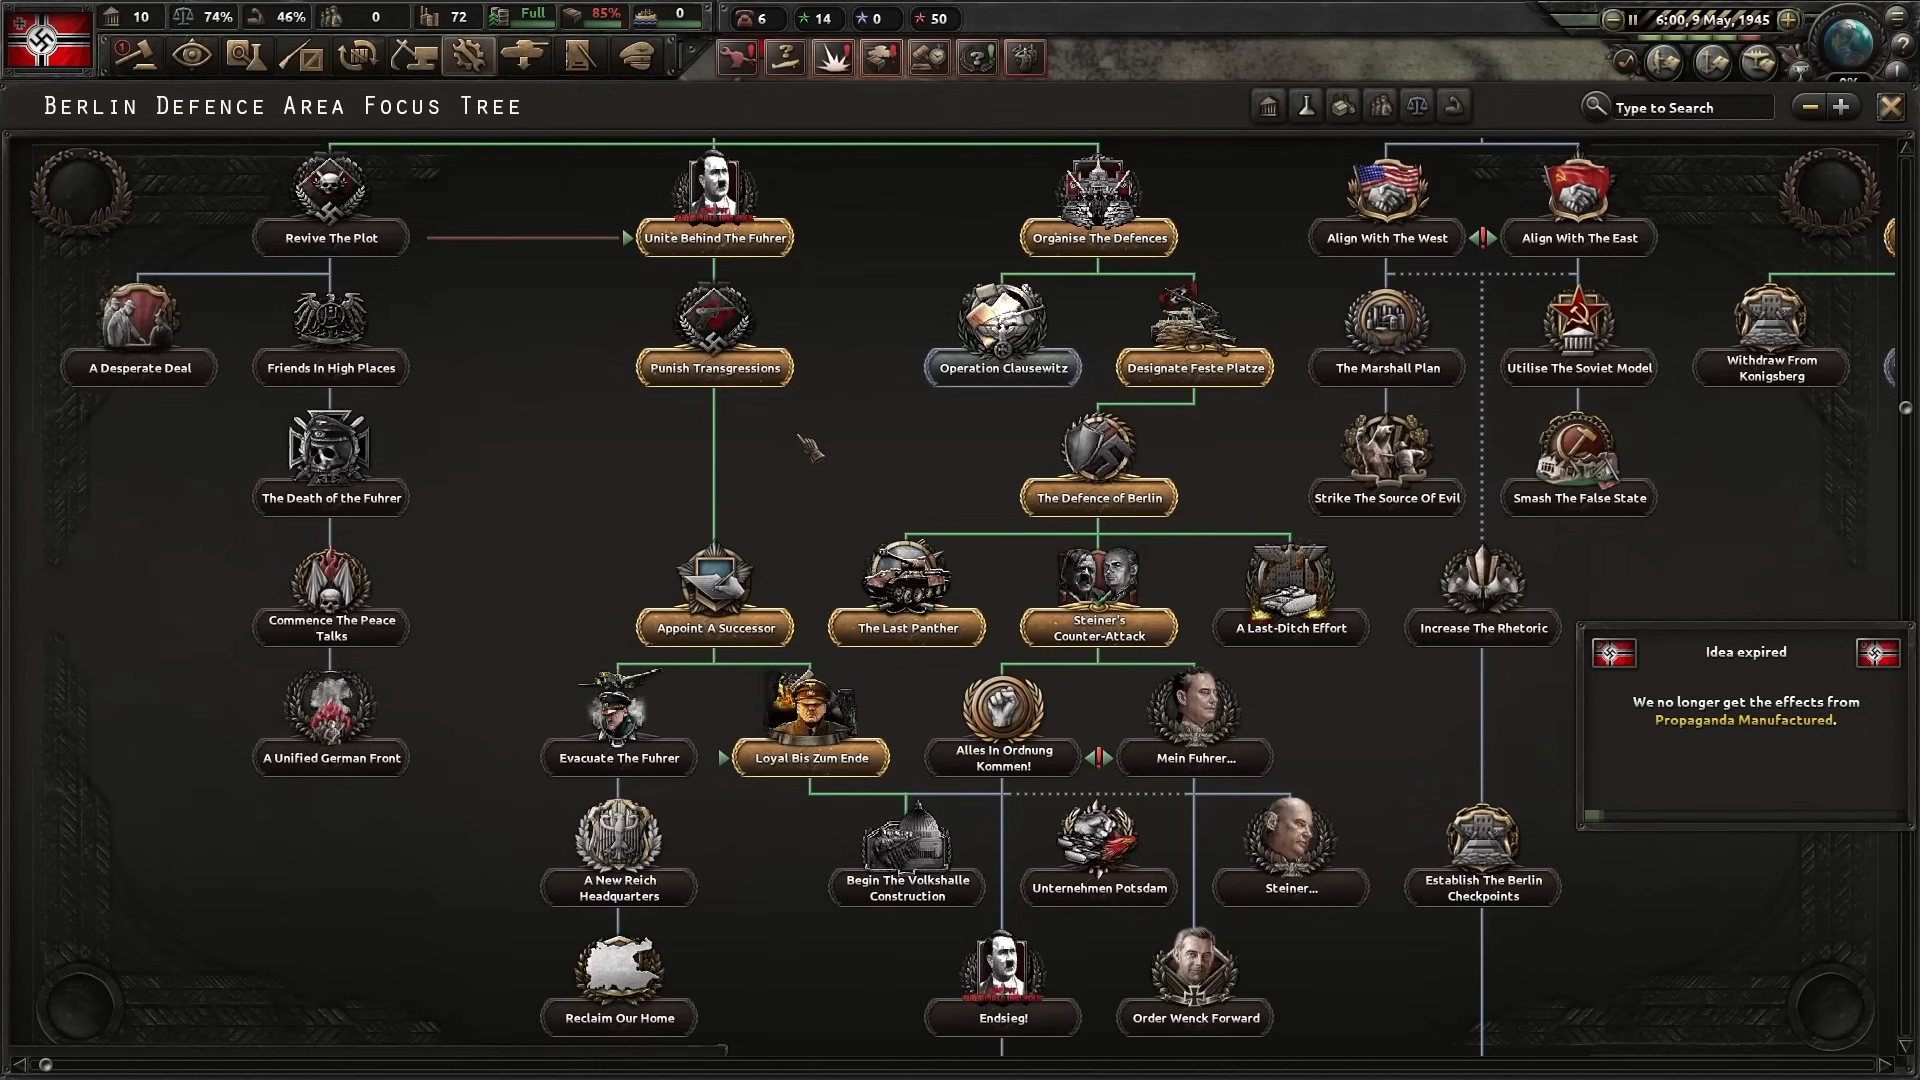 10 74% 46% 0 72 Full 85% 0 6 14 0 50 6:00, 9 May, 1945
1
0%
Berlin Defence Area Focus Tree
Type to Search
Revive The Plot
Unite Behind The Fuhrer
Organise The Defences
Align With The West
Align With The East
A Desperate Deal
Friends In High Places
Punish Transgressions
Operation Clausewitz
Designate Feste Platze
The Marshall Plan
Utilise The Soviet Model
Withdraw From
Konigsberg
The Death of the Fuhrer
The Defence of Berlin
Strike The Source Of Evil
Smash The False State
Commence The Peace
Talks
Appoint A Successor
The Last Panther
Steiner's
Counter-Attack
A Last-Ditch Effort
Increase The Rhetoric
Idea expired
We no longer get the effects from
Propaganda Manufactured.
A Unified German Front
Evacuate The Fuhrer
Loyal Bis Zum Ende
Alles In Ordnung
Kommen!
Mein Fuhrer...
A New Reich
Headquarters
Begin The Volkshalle
Construction
Unternehmen Potsdam
Steiner...
Establish The Berlin
Checkpoints
Reclaim Our Home
Endsieg!
Order Wenck Forward